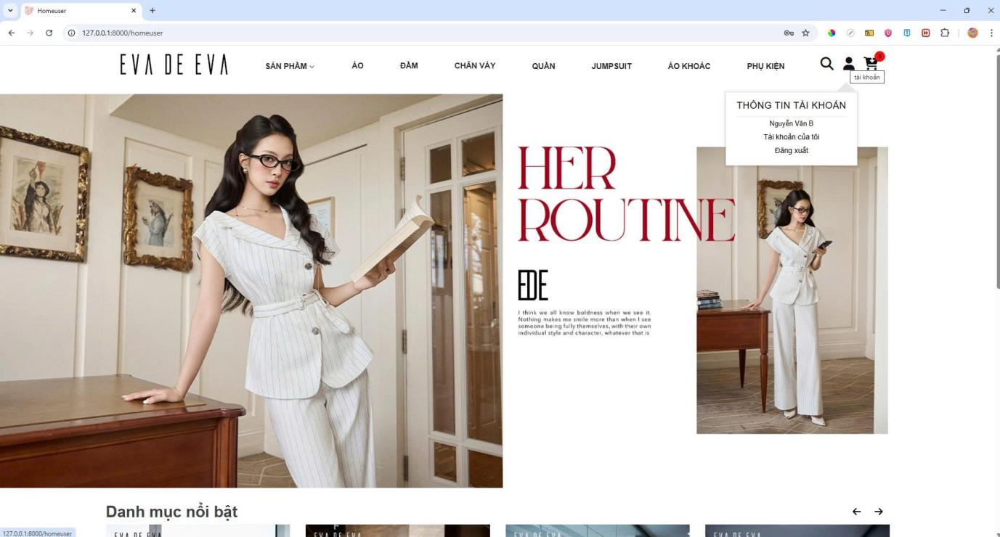 Homeuser
127.0.0.1:8000/homeuser
EVA DE EVA
SẢN PHẨM
ÁO
ĐẦM
CHÂN VÁY
QUẦN
JUMPSUIT
ÁO KHOÁC
PHỤ KIỆN
tài khoản
THÔNG TIN TÀI KHOẢN
Nguyễn Văn B
Tài khoản của tôi
Đăng xuất
HER
ROUTINE
EDE
I think we all know boldness when we see it.
Nothing makes me smile more than when I see
someone being fully themselves, with their own
individual style and character, whatever that is
Danh mục nổi bật
EVA DE EVA
EVA DE EVA
EVA DE EVA
EVA DE EVA
127.0.0.1:8000/homeuser